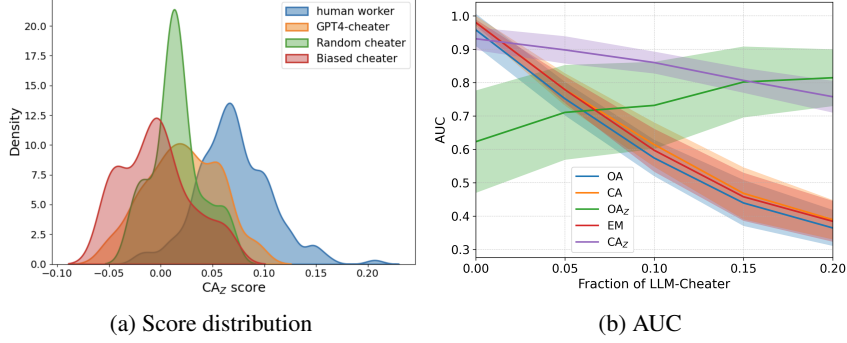 human worker
GPT4-cheater
Random cheater
Biased cheater
Density
20.0
17.5
15.0
12.5
10.0
7.5
5.0
2.5
0.0
−0.10
−0.05
0.00
0.05
0.10
0.15
0.20
CA_Z score
(a) Score distribution
AUC
1.0
0.9
0.8
0.7
0.6
0.5
0.4
0.3
OA
CA
OA_Z
EM
CA_Z
0.00
0.05
0.10
0.15
0.20
Fraction of LLM-Cheater
(b) AUC